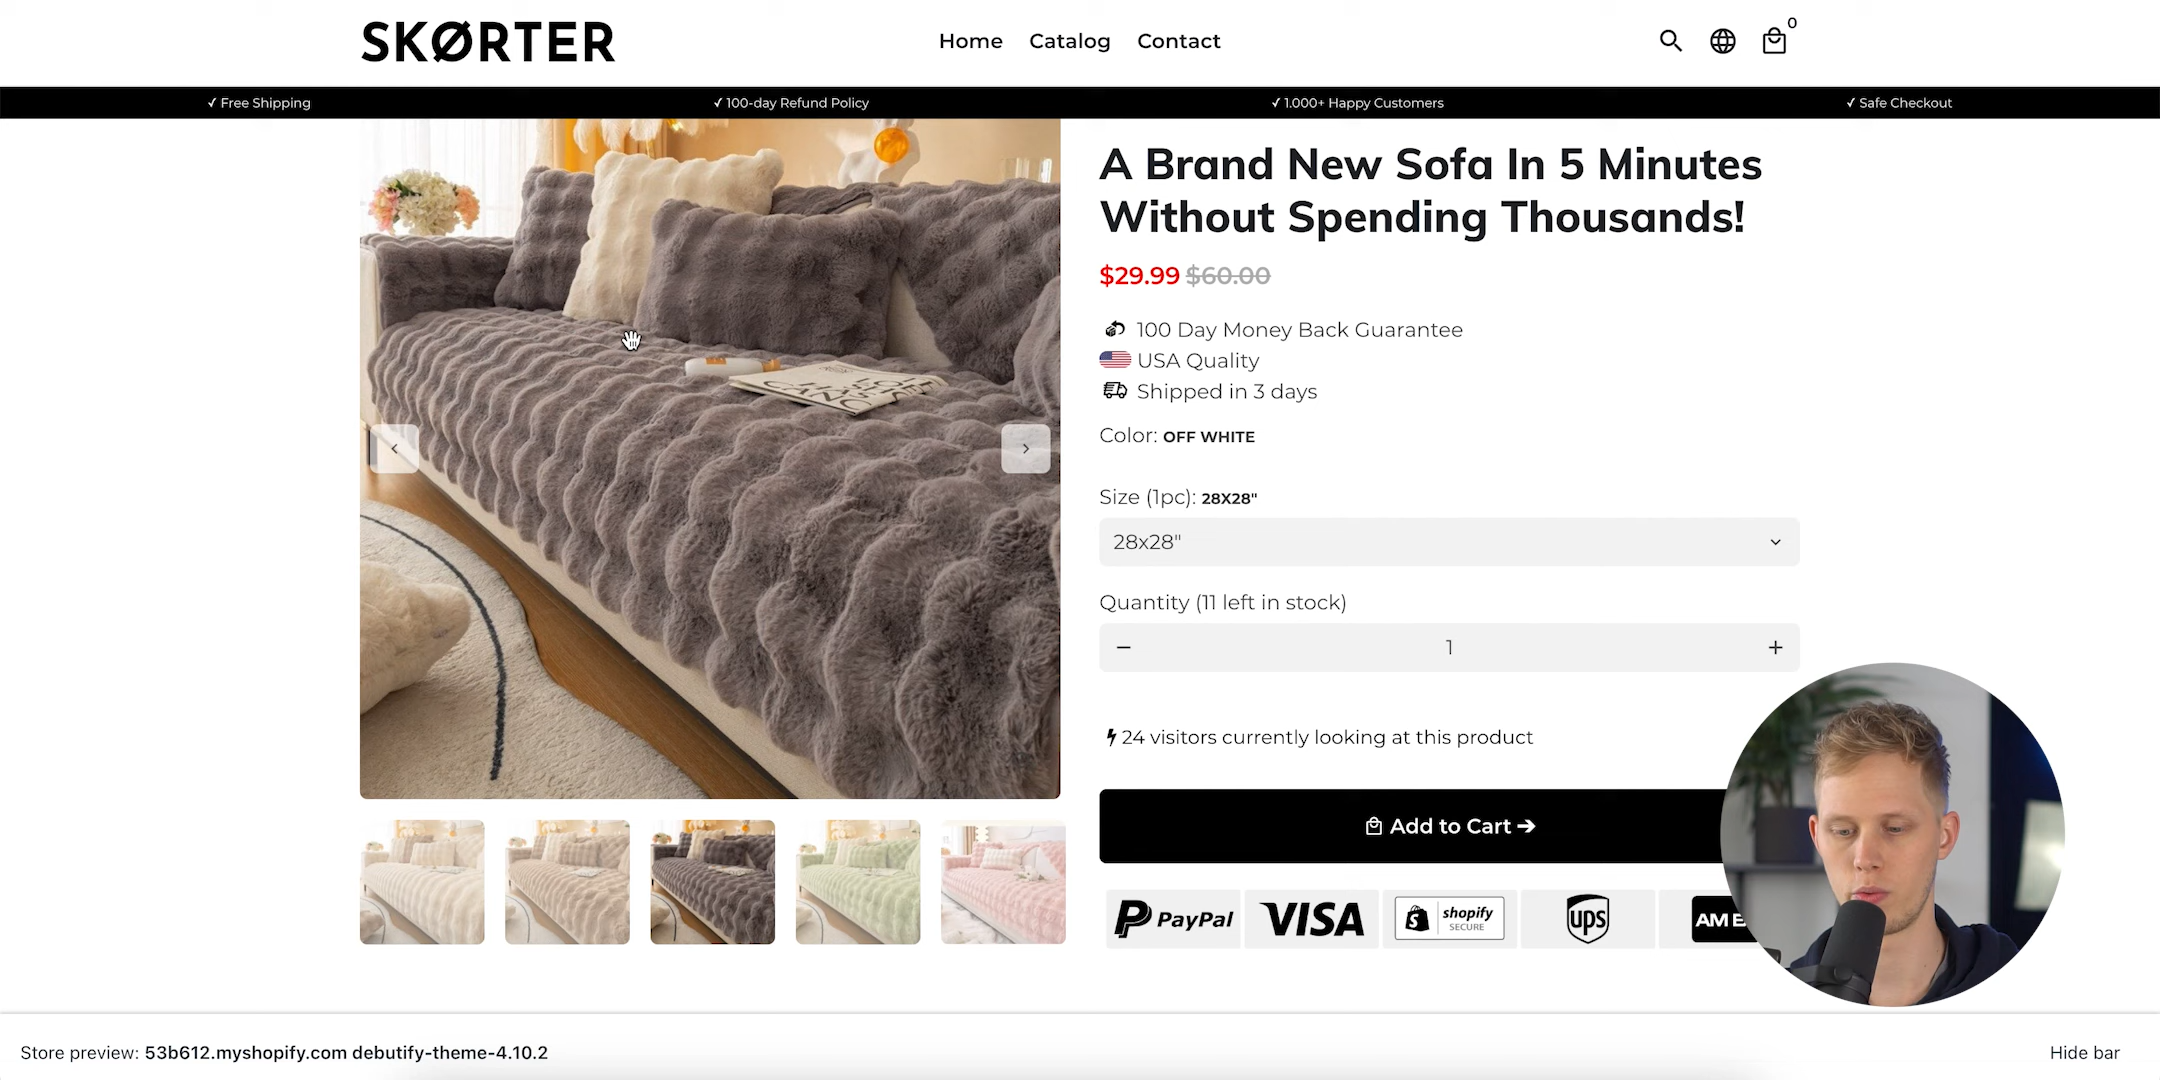 SKØRTER
Home Catalog Contact
0
✓ Free Shipping
✓ 100-day Refund Policy
✓ 1.000+ Happy Customers
✓ Safe Checkout
A Brand New Sofa In 5 Minutes
Without Spending Thousands!
$29.99 $60.00
100 Day Money Back Guarantee
USA Quality
Shipped in 3 days
Color: OFF WHITE
Size (1pc): 28X28"
28x28"
Quantity (11 left in stock)
− 1 +
24 visitors currently looking at this product
Add to Cart →
PayPal
VISA
shopify
SECURE
ups
AM E
Store preview: 53b612.myshopify.com debutify-theme-4.10.2
Hide bar